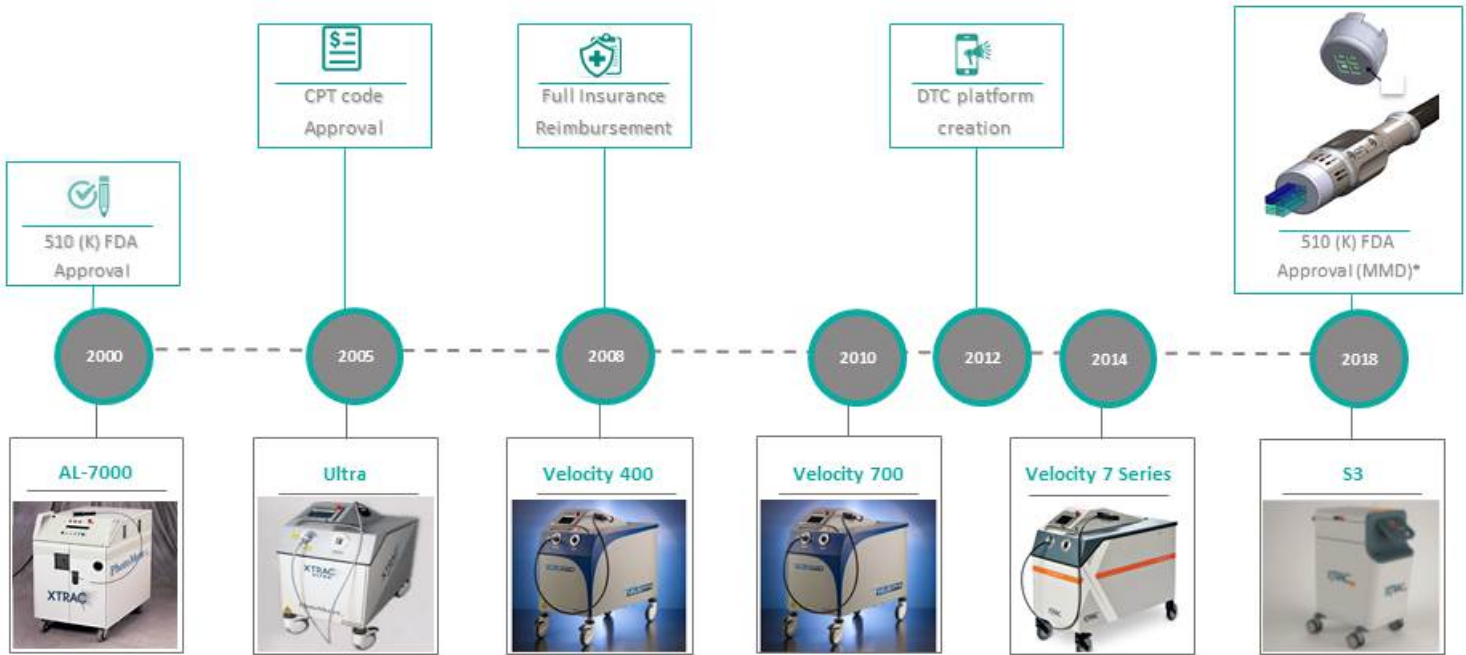 CPT code
Approval
Full Insurance
Reimbursement
DTC platform
creation
510 (K) FDA
Approval
510 (K) FDA
Approval (MMD)*
2000
2005
2008
2010
2012
2014
2018
AL-7000
Ultra
Velocity 400
Velocity 700
Velocity 7 Series
S3
XTRAC
XTRAC
ULTRA
XTRAC